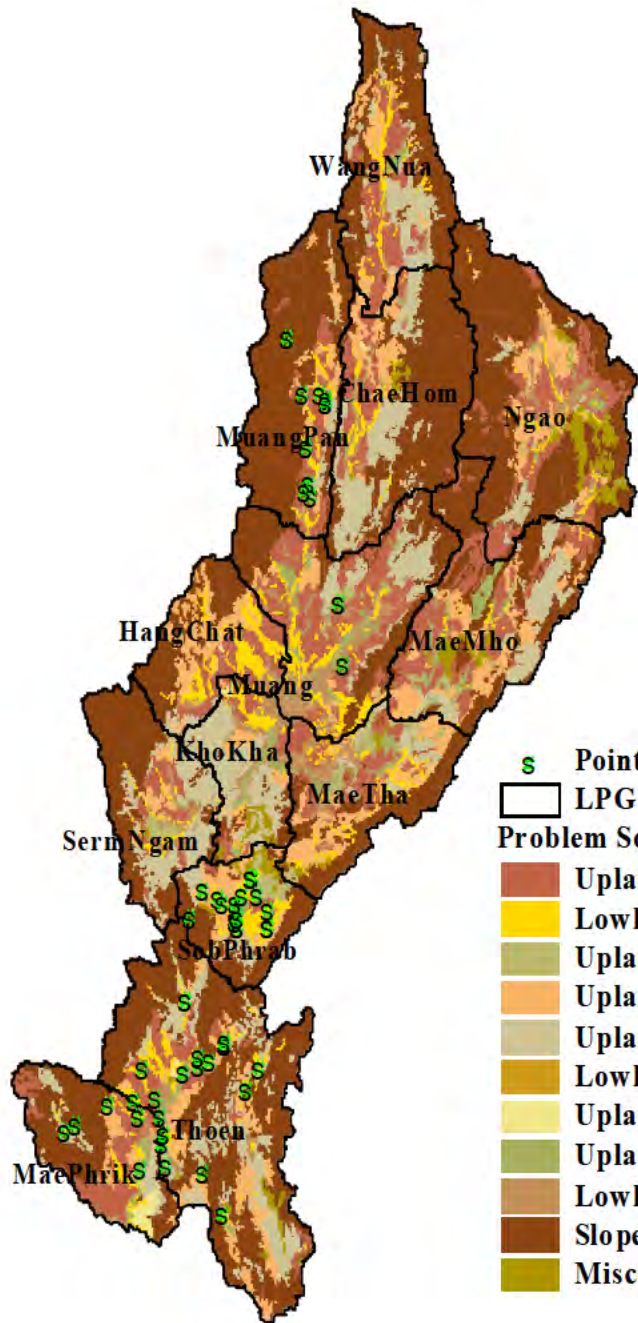 WangNua
ChaeHom
Ngao
MuangPan
HangChat
MaeMho
Muang
KhoKha
MaeTha
SermNgam
SobPhrab
Thoen
MaePhrik
S Point
LPG
Problem So
Upla
Lowl
Upla
Upla
Upla
Lowl
Upla
Upla
Lowl
Slope
Misc